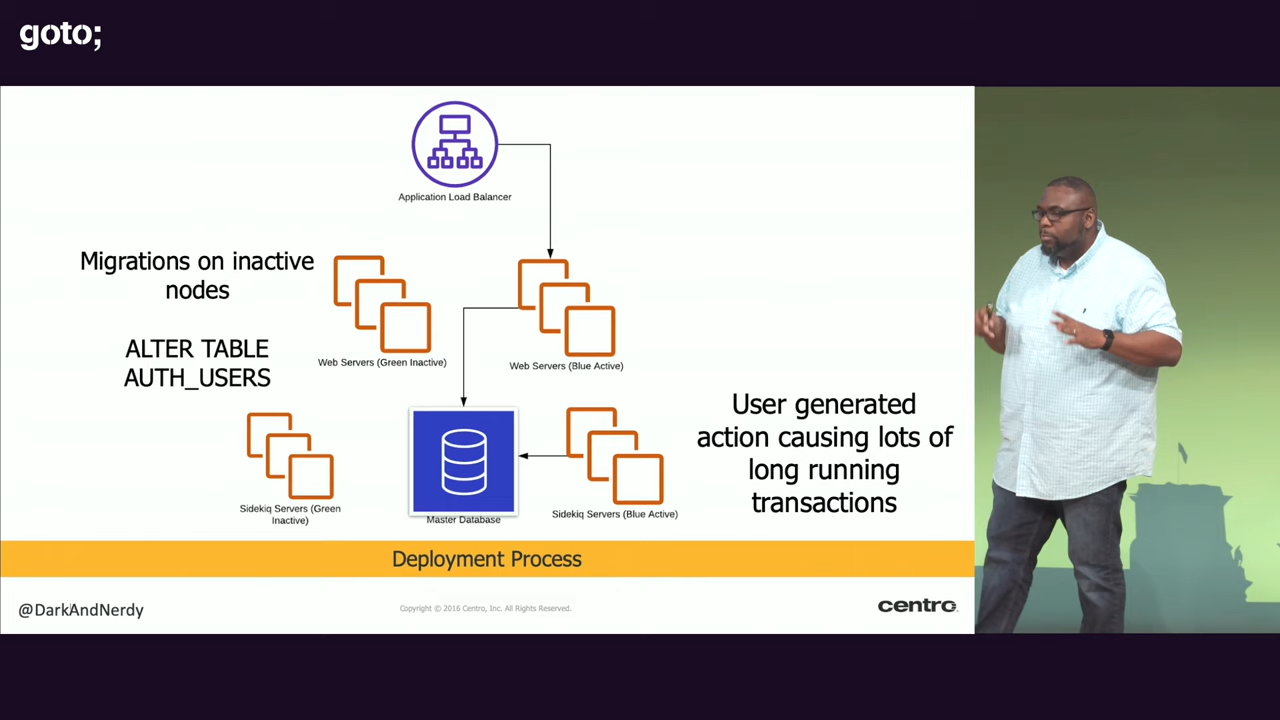 goto;
Application Load Balancer
Migrations on inactive
nodes
ALTER TABLE
AUTH_USERS
Web Servers (Green Inactive)
Web Servers (Blue Active)
User generated
action causing lots of
long running
transactions
Sidekiq Servers (Green
Inactive)
Master Database
Sidekiq Servers (Blue Active)
Deployment Process
@DarkAndNerdy
Copyright © 2016 Centro, Inc. All Rights Reserved.
centro.